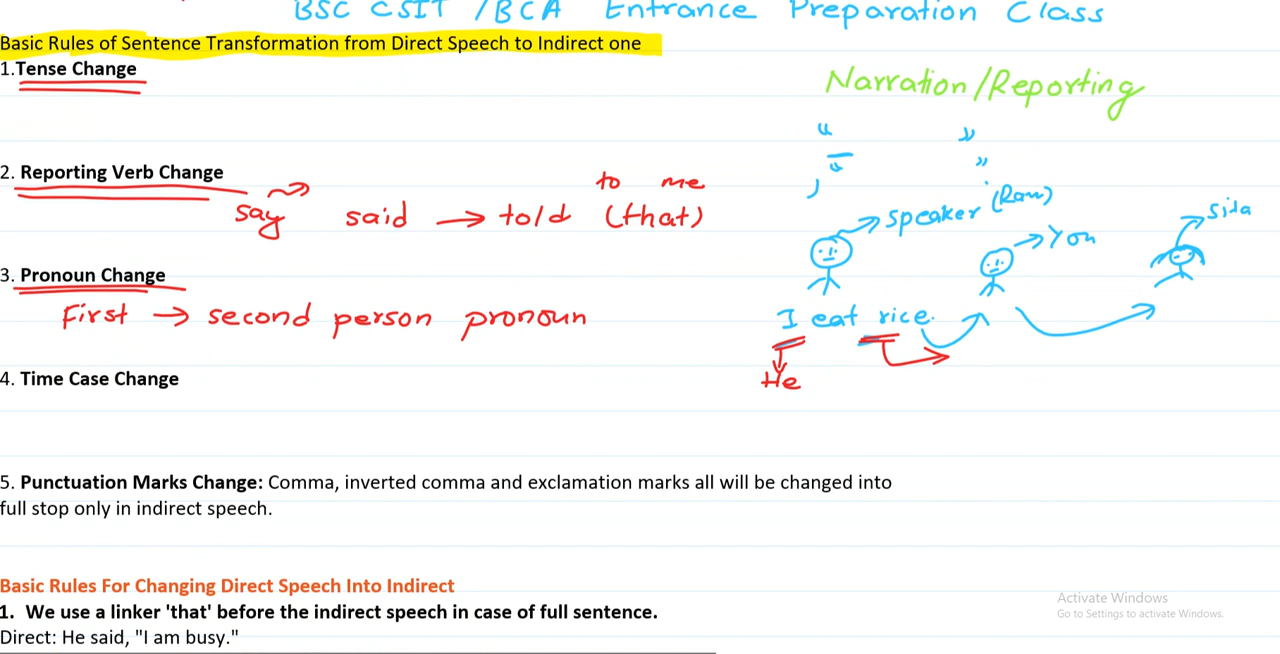 BSC CSIT /BCA Entrance Preparation Class
Basic Rules of Sentence Transformation from Direct Speech to Indirect one
1.Tense Change
Narration/Reporting
2. Reporting Verb Change
say said → told (that)
to me
speaker (Ram)
You
Sita
3. Pronoun Change
First → second person pronoun
I eat rice.
He
4. Time Case Change
5. Punctuation Marks Change: Comma, inverted comma and exclamation marks all will be changed into
full stop only in indirect speech.
Basic Rules For Changing Direct Speech Into Indirect
1. We use a linker 'that' before the indirect speech in case of full sentence.
Direct: He said, "I am busy."
Activate Windows
Go to Settings to activate Windows.